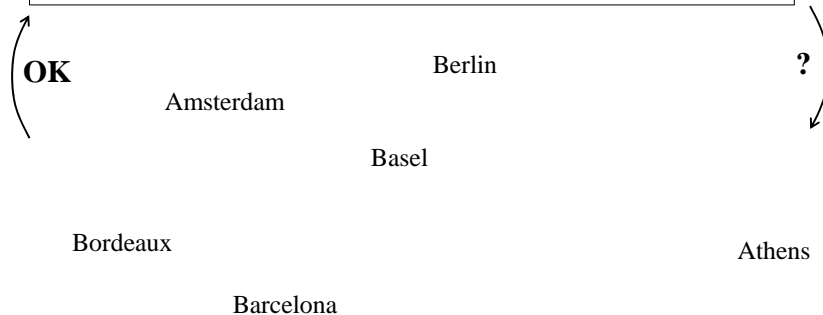 Berlin
OK
?
Amsterdam
Basel
Bordeaux
Athens
Barcelona